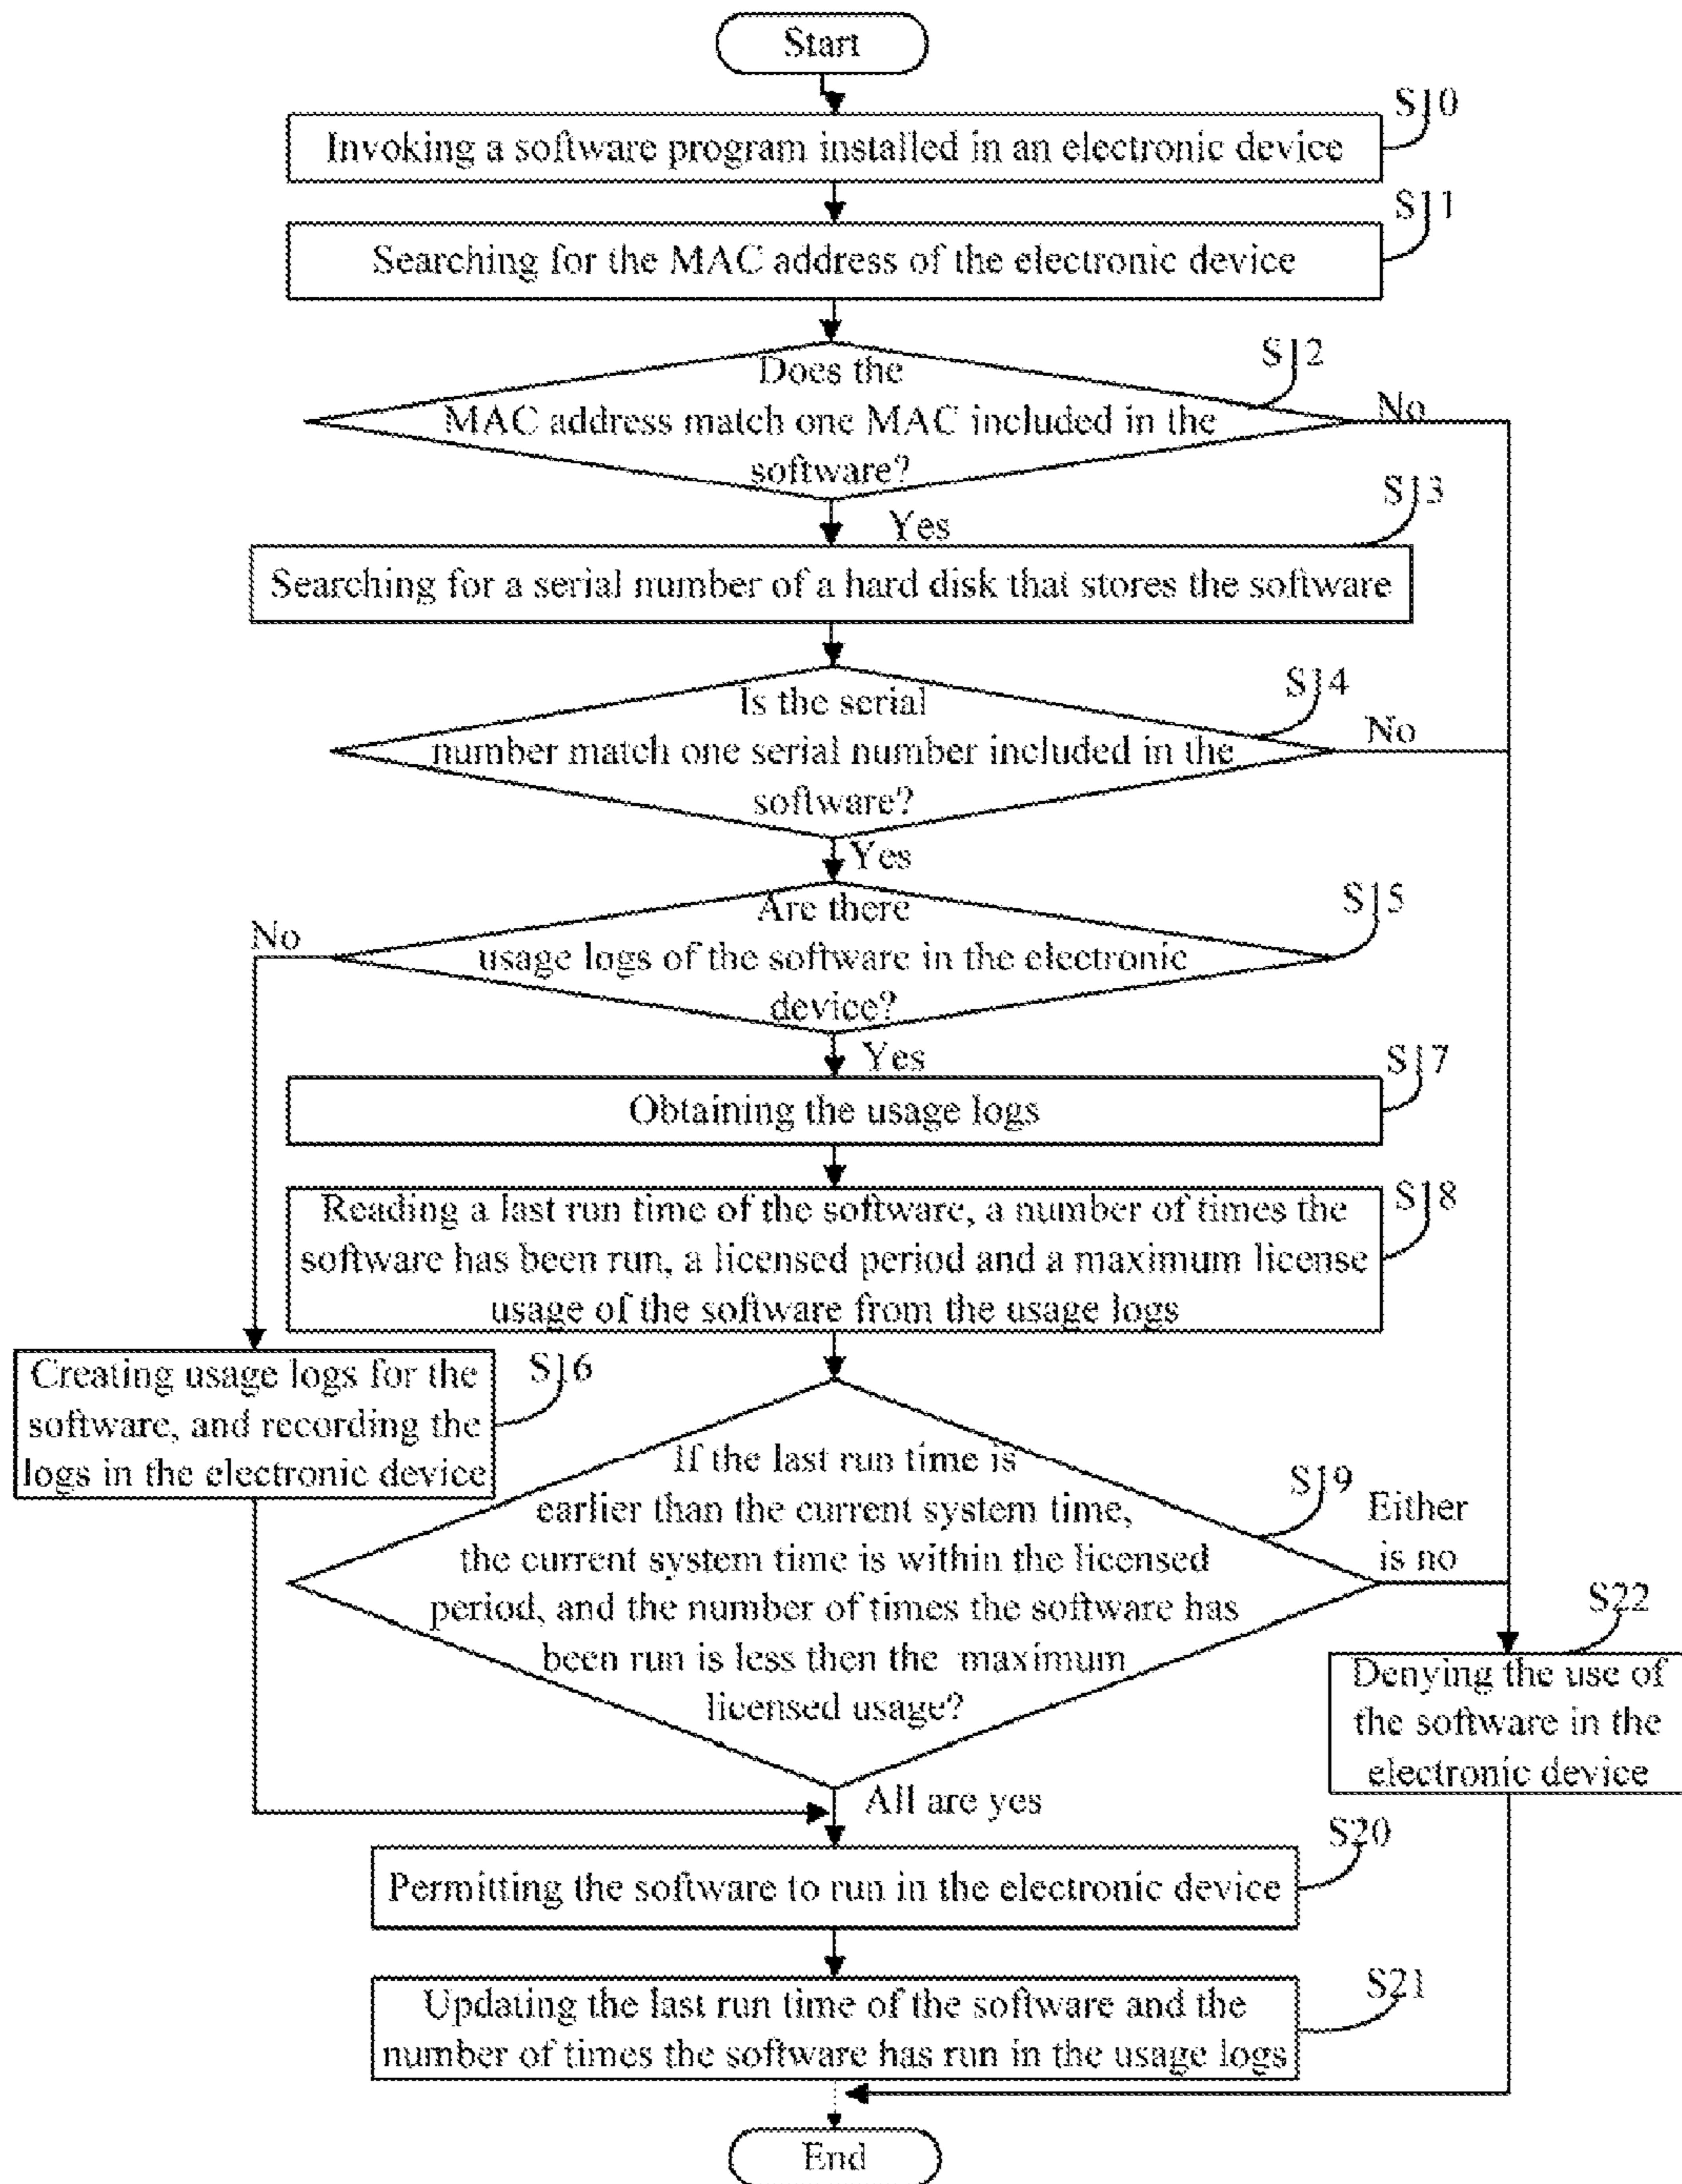 Start
S10
Invoking a software program installed in an electronic device
S11
Searching for the MAC address of the electronic device
S12
Does the
MAC address match one MAC included in the
software?
No
Yes
S13
Searching for a serial number of a hard disk that stores the software
S14
Is the serial
number match one serial number included in the
software?
No
Yes
S15
Are there
usage logs of the software in the electronic
device?
No
Yes
S17
Obtaining the usage logs
S18
Reading a last run time of the software, a number of times the
software has been run, a licensed period and a maximum license
usage of the software from the usage logs
S16
Creating usage logs for the
software, and recording the
logs in the electronic device
S19
If the last run time is
earlier than the current system time,
the current system time is within the licensed
period, and the number of times the software has
been run is less then the maximum
licensed usage?
Either
is no
S22
Denying the use of
the software in the
electronic device
All are yes
S20
Permitting the software to run in the electronic device
S21
Updating the last run time of the software and the
number of times the software has run in the usage logs
End